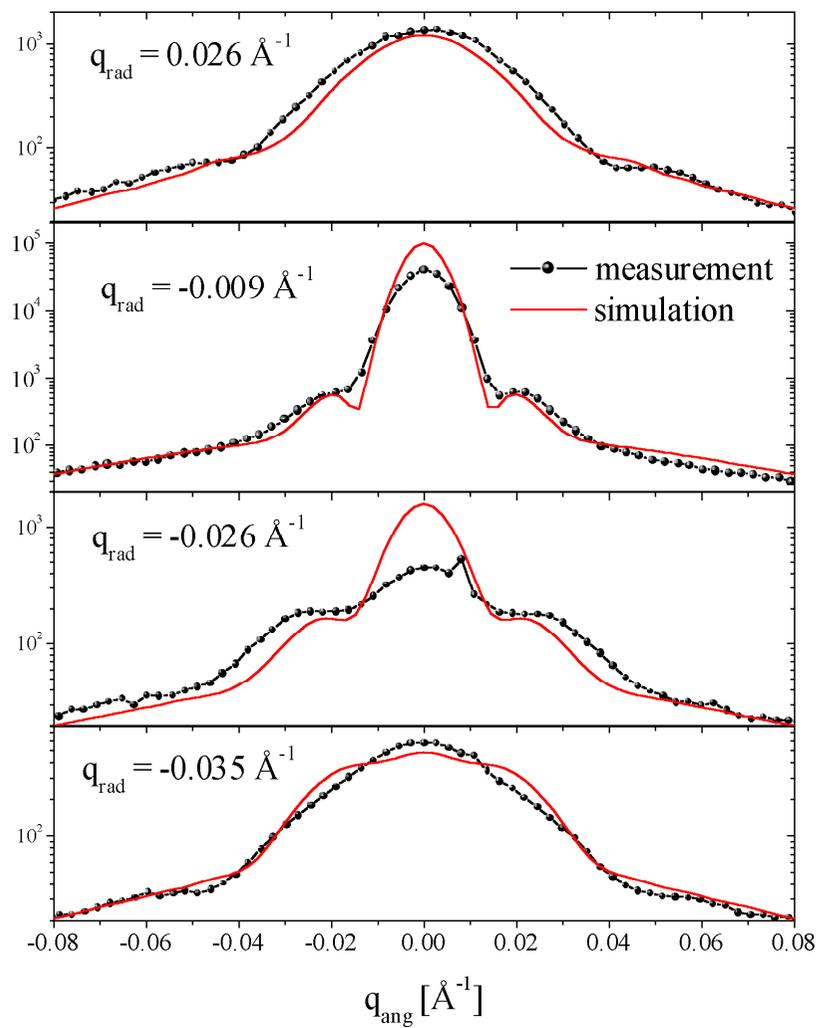 10³
q_rad = 0.026 Å⁻¹
10²
10⁵
q_rad = -0.009 Å⁻¹
measurement
10⁴
simulation
10³
10²
10³
q_rad = -0.026 Å⁻¹
10²
q_rad = -0.035 Å⁻¹
10²
-0.08 -0.06 -0.04 -0.02 0.00 0.02 0.04 0.06 0.08
q_ang [Å⁻¹]